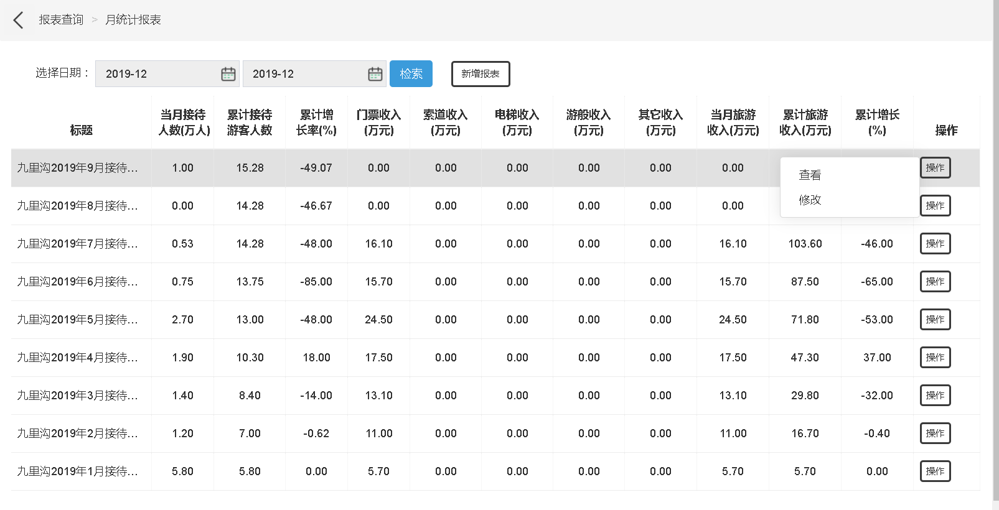 报表查询 > 月统计报表
选择日期： 2019-12 2019-12 检索 新增报表
标题 当月接待人数(万人) 累计接待游客人数 累计增长率(%) 门票收入(万元) 索道收入(万元) 电梯收入(万元) 游般收入(万元) 其它收入(万元) 当月旅游收入(万元) 累计旅游收入(万元) 累计增长(%) 操作
九里沟2019年9月接待... 1.00 15.28 -49.07 0.00 0.00 0.00 0.00 0.00 0.00 操作
查看
修改
九里沟2019年8月接待... 0.00 14.28 -46.67 0.00 0.00 0.00 0.00 0.00 0.00 操作
九里沟2019年7月接待... 0.53 14.28 -48.00 16.10 0.00 0.00 0.00 0.00 16.10 103.60 -46.00 操作
九里沟2019年6月接待... 0.75 13.75 -85.00 15.70 0.00 0.00 0.00 0.00 15.70 87.50 -65.00 操作
九里沟2019年5月接待... 2.70 13.00 -48.00 24.50 0.00 0.00 0.00 0.00 24.50 71.80 -53.00 操作
九里沟2019年4月接待... 1.90 10.30 18.00 17.50 0.00 0.00 0.00 0.00 17.50 47.30 37.00 操作
九里沟2019年3月接待... 1.40 8.40 -14.00 13.10 0.00 0.00 0.00 0.00 13.10 29.80 -32.00 操作
九里沟2019年2月接待... 1.20 7.00 -0.62 11.00 0.00 0.00 0.00 0.00 11.00 16.70 -0.40 操作
九里沟2019年1月接待... 5.80 5.80 0.00 5.70 0.00 0.00 0.00 0.00 5.70 5.70 0.00 操作